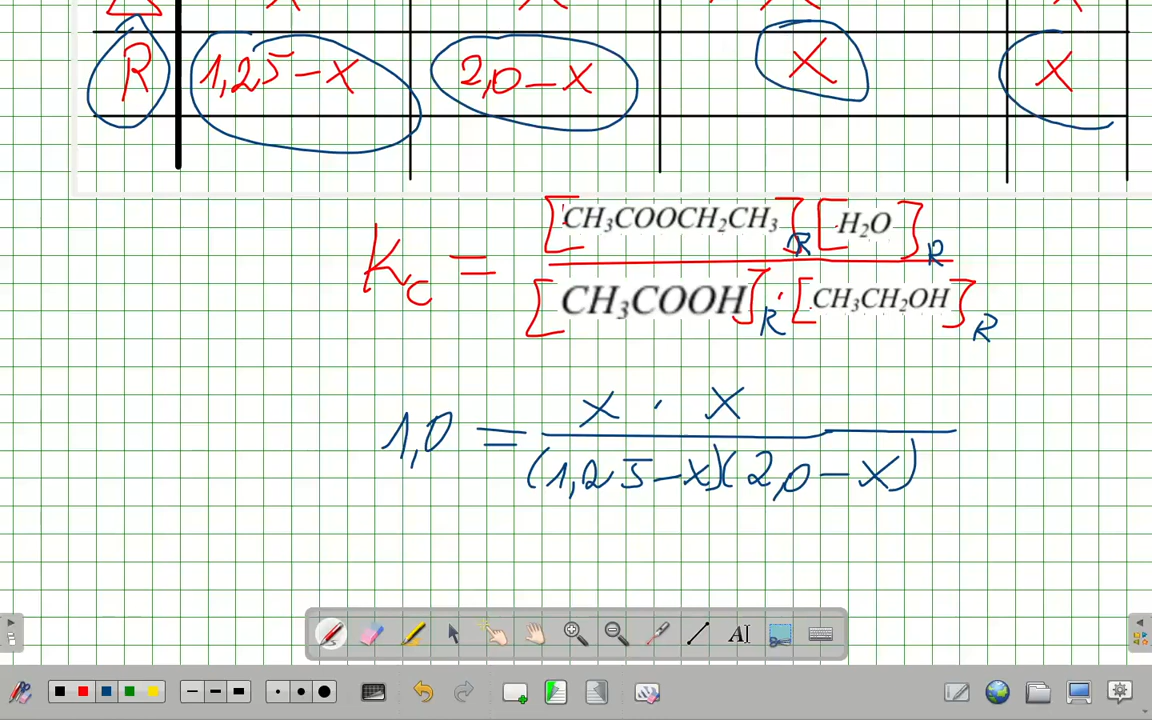 R 1,25-x 2,0-x x x
Kc = [CH₃COOCH₂CH₃]R [H₂O]R
[CH₃COOH]R · [CH₃CH₂OH]R
1,0 = x · x
(1,25-x)(2,0-x)